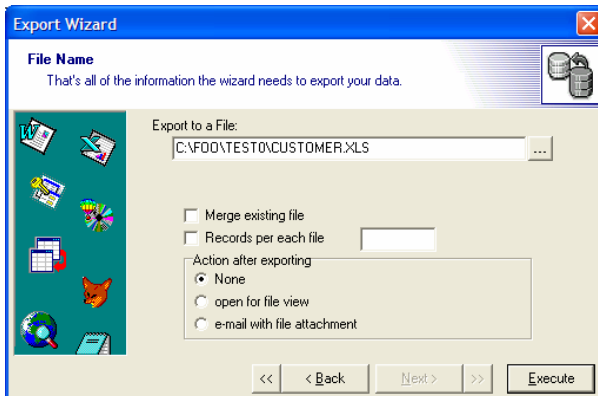 Export Wizard
File Name
That's all of the information the wizard needs to export your data.
Export to a File:
C:\FOO\TEST0\CUSTOMER.XLS
...
Merge existing file
Records per each file
Action after exporting
None
open for file view
e-mail with file attachment
<< < Back Next > >> Execute